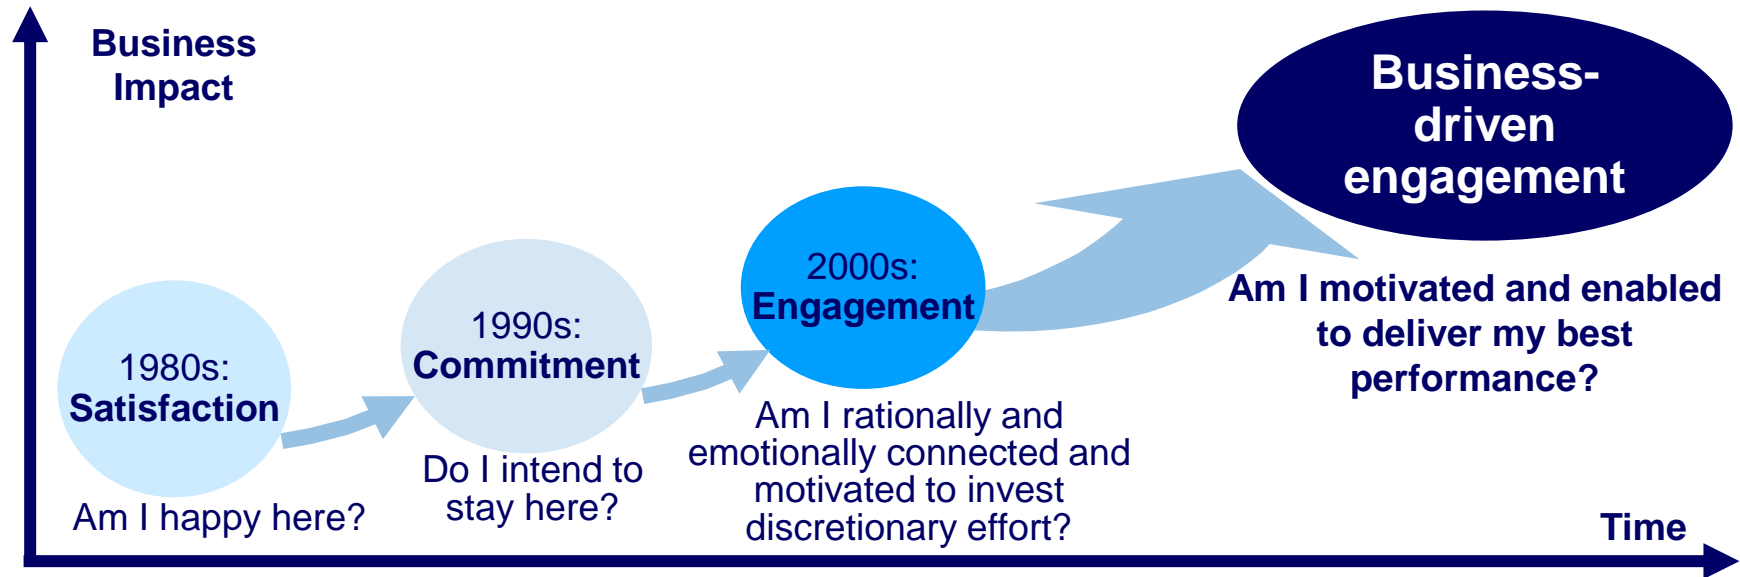 Business
Impact
Business-
driven
engagement
2000s:
Engagement
Am I motivated and enabled
to deliver my best
performance?
1990s:
Commitment
1980s:
Satisfaction
Am I rationally and
emotionally connected and
motivated to invest
discretionary effort?
Do I intend to
stay here?
Am I happy here?
Time